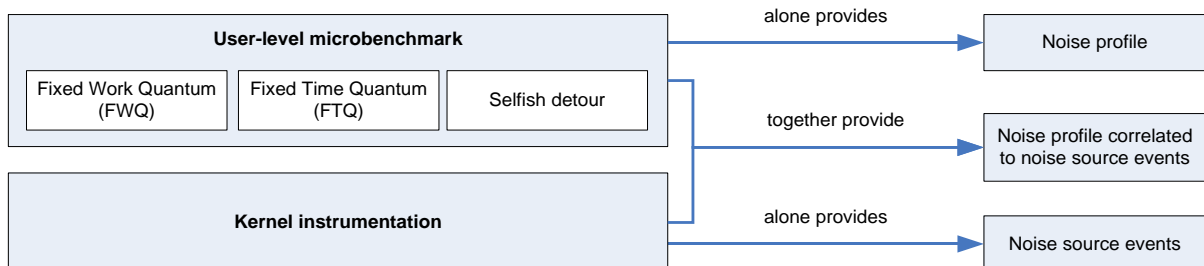 User-level microbenchmark
Fixed Work Quantum
(FWQ)
Fixed Time Quantum
(FTQ)
Selfish detour
Kernel instrumentation
alone provides
together provide
alone provides
Noise profile
Noise profile correlated
to noise source events
Noise source events